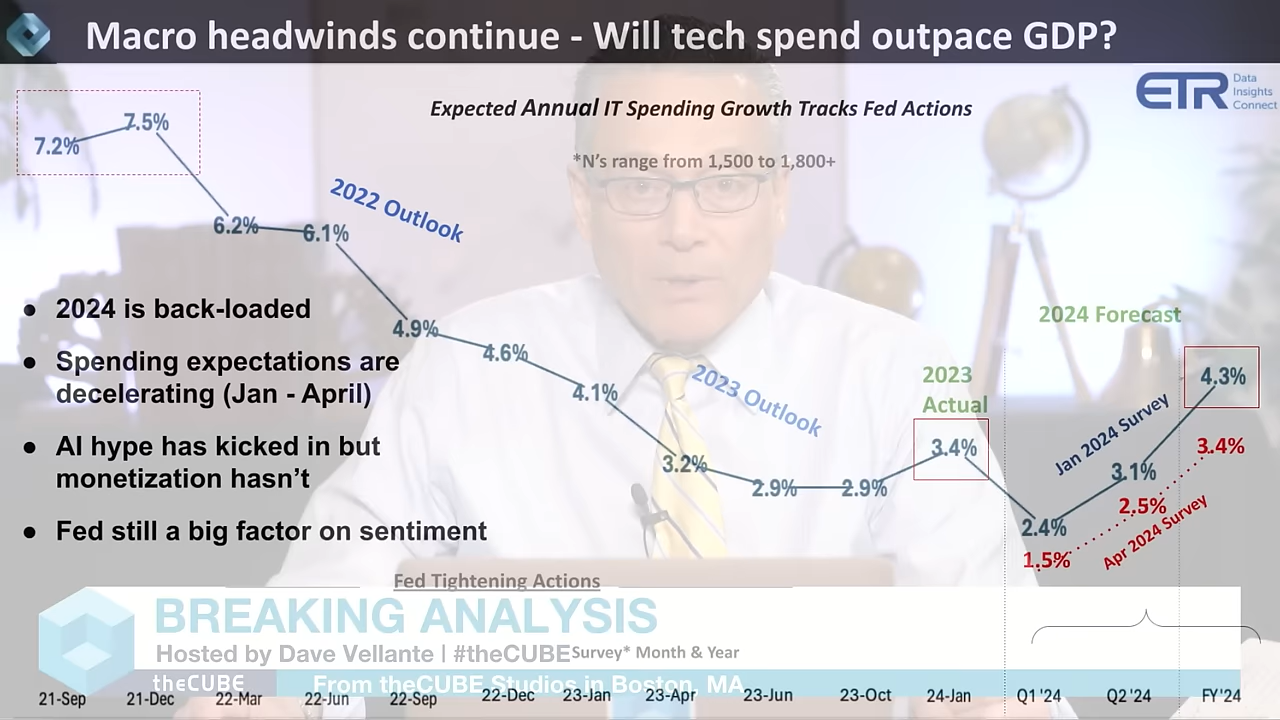 Macro headwinds continue - Will tech spend outpace GDP?
ETR Data
Insights
Connect
Expected Annual IT Spending Growth Tracks Fed Actions
*N's range from 1,500 to 1,800+
7.2%
7.5%
6.2%
6.1%
2022 Outlook
4.9%
4.6%
4.1%
3.2%
2023 Outlook
2.9%
2.9%
2023
Actual
3.4%
2024 Forecast
2.4%
3.1%
4.3%
Jan 2024 Survey
1.5%
2.5%
3.4%
Apr 2024 Survey
● 2024 is back-loaded
● Spending expectations are
decelerating (Jan - April)
● AI hype has kicked in but
monetization hasn't
● Fed still a big factor on sentiment
Fed Tightening Actions
BREAKING ANALYSIS
Hosted by Dave Vellante | #theCUBE
Survey* Month & Year
theCUBE
From theCUBE Studios in Boston, MA
21-Sep 21-Dec 22-Mar 22-Jun 22-Sep 22-Dec 23-Jan 23-Apr 23-Jun 23-Oct 24-Jan Q1 '24 Q2 '24 FY'24